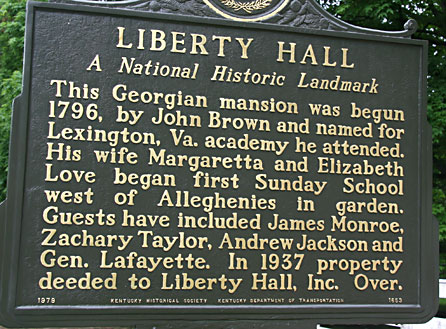 LIBERTY HALL
A National Historic Landmark
This Georgian mansion was begun
1796, by John Brown and named for
Lexington, Va. academy he attended.
His wife Margaretta and Elizabeth
Love began first Sunday School
west of Alleghenies in garden.
Guests have included James Monroe,
Zachary Taylor, Andrew Jackson and
Gen. Lafayette. In 1937 property
deeded to Liberty Hall, Inc. Over.
1979 KENTUCKY HISTORICAL SOCIETY KENTUCKY DEPARTMENT OF TRANSPORTATION 1653